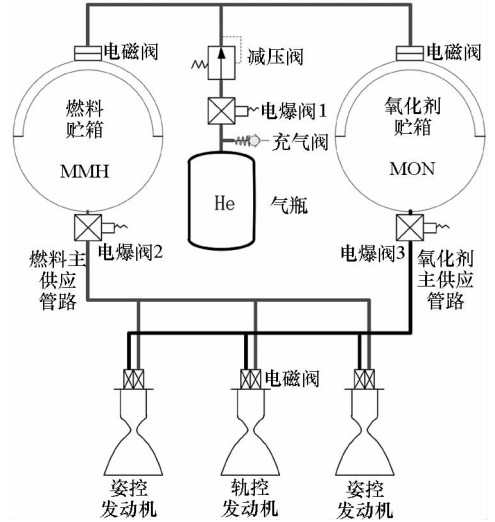 电磁阀
减压阀
电磁阀
燃料
贮箱
MMH
电爆阀1
充气阀
氧化剂
贮箱
MON
He
气瓶
电爆阀2
电爆阀3
燃料主
供应
管路
氧化剂
主供应
管路
电磁阀
姿控
发动机
轨控
发动机
姿控
发动机